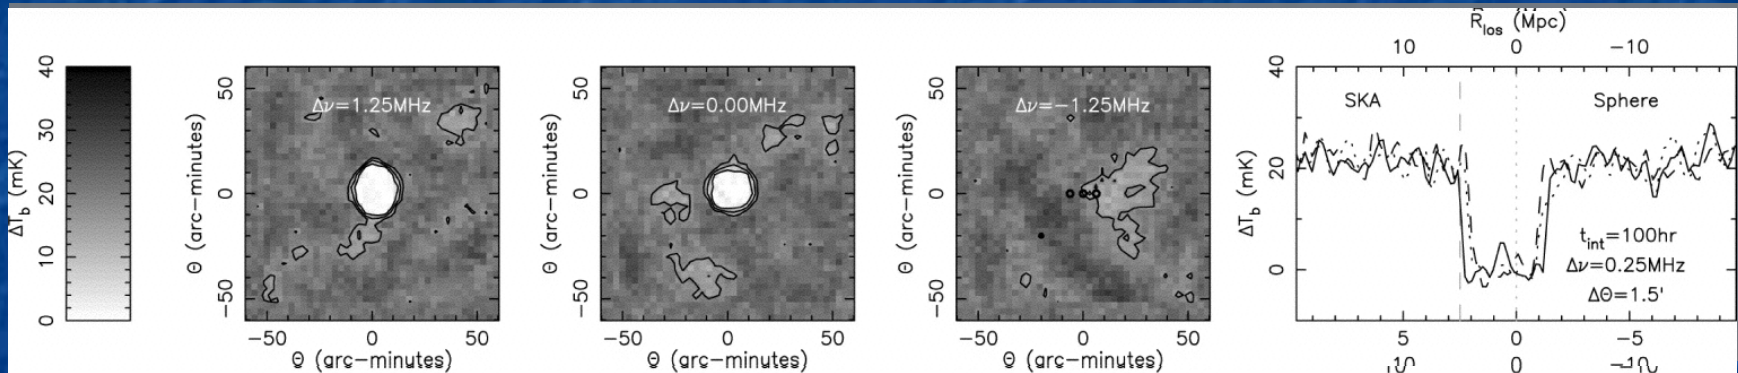 ΔT_b (mK)
0 10 20 30 40
Δν=1.25MHz
Θ (arc-minutes)
50
0
−50
−50 0 50
Θ (arc-minutes)
Δν=0.00MHz
Θ (arc-minutes)
50
0
−50
−50 0 50
Θ (arc-minutes)
Δν=−1.25MHz
Θ (arc-minutes)
50
0
−50
−50 0 50
Θ (arc-minutes)
R_los (Mpc)
10 0 −10
ΔT_b (mK)
40
20
0
SKA Sphere
t_int=100hr
Δν=0.25MHz
ΔΘ=1.5'
5 0 −5